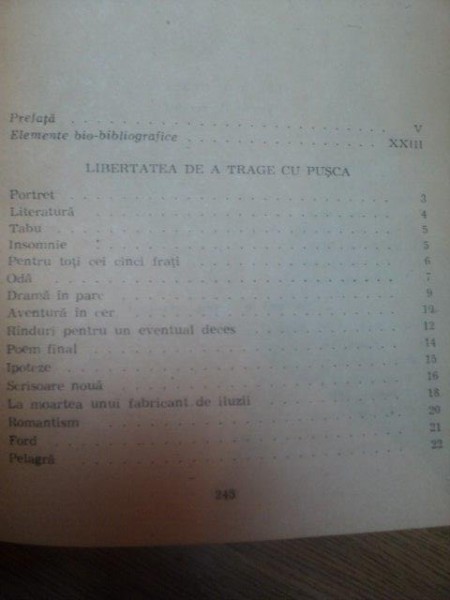 Prefață . . . . . . . . . . . . . . . . V
Elemente bio-bibliografice . . . . . . . . . . XXIII
LIBERTATEA DE A TRAGE CU PUȘCA
Portret . . . . . . . . . . . . . . . . 3
Literatură . . . . . . . . . . . . . . . . 4
Tabu . . . . . . . . . . . . . . . . 5
Insomnie . . . . . . . . . . . . . . . . 5
Pentru toți cei cinci frați . . . . . . . . . . 6
Odă . . . . . . . . . . . . . . . . 7
Dramă în parc . . . . . . . . . . . . . . . . 9
Aventură în cer . . . . . . . . . . . . . . . . 10
Rînduri pentru un eventual deces . . . . . . . . . . 12
Poem final . . . . . . . . . . . . . . . . 14
Ipoteze . . . . . . . . . . . . . . . . 15
Scrisoare nouă . . . . . . . . . . . . . . . . 16
La moartea unui fabricant de iluzii . . . . . . . . . . 18
Romantism . . . . . . . . . . . . . . . . 20
Ford . . . . . . . . . . . . . . . . 21
Pelagră . . . . . . . . . . . . . . . . 22
243